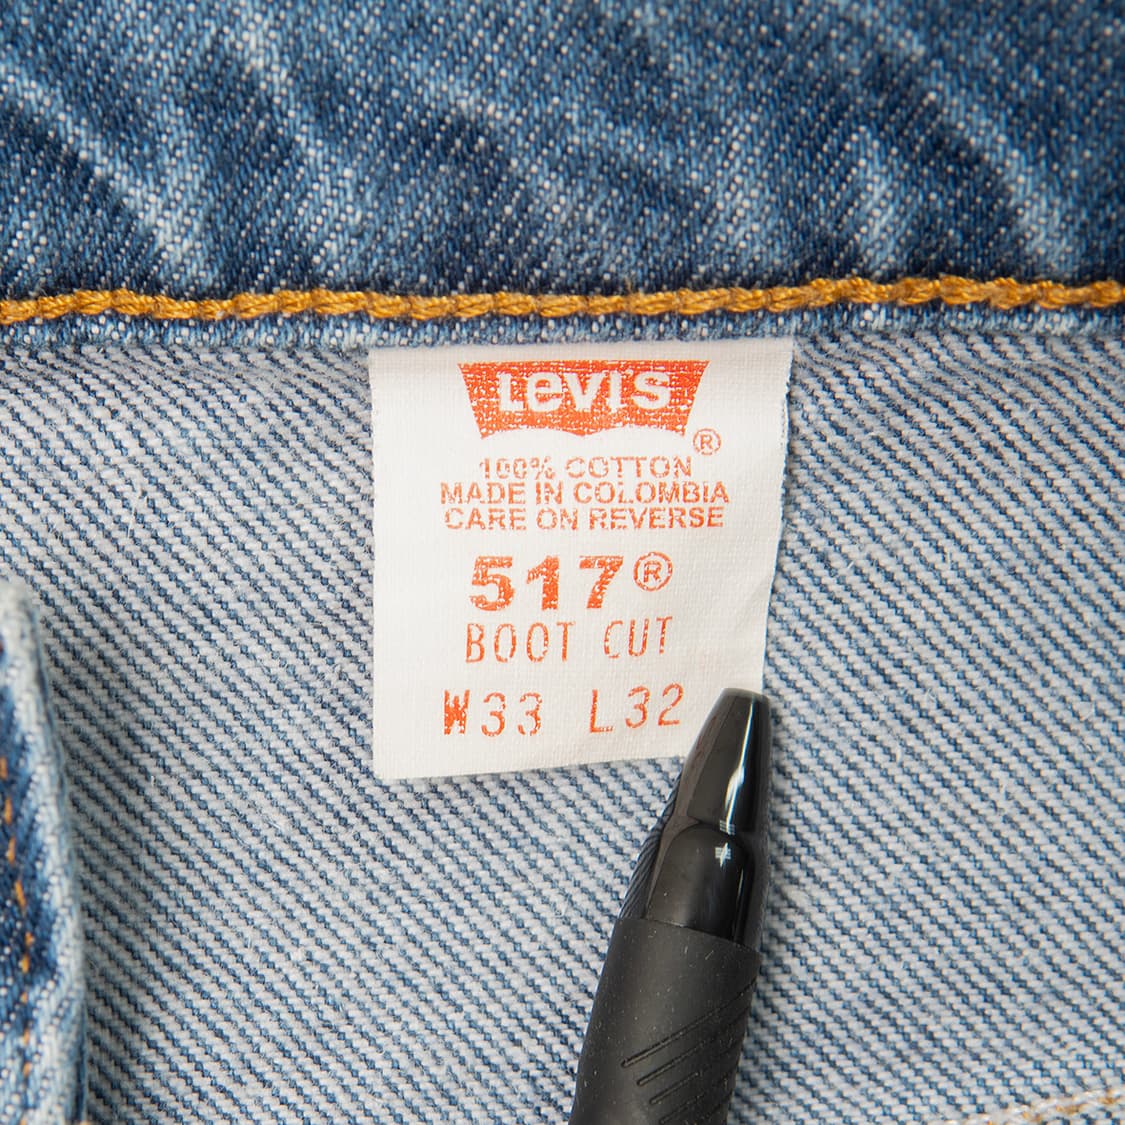 LEVI'S
®
100% COTTON
MADE IN COLOMBIA
CARE ON REVERSE
517®
BOOT CUT
W33 L32